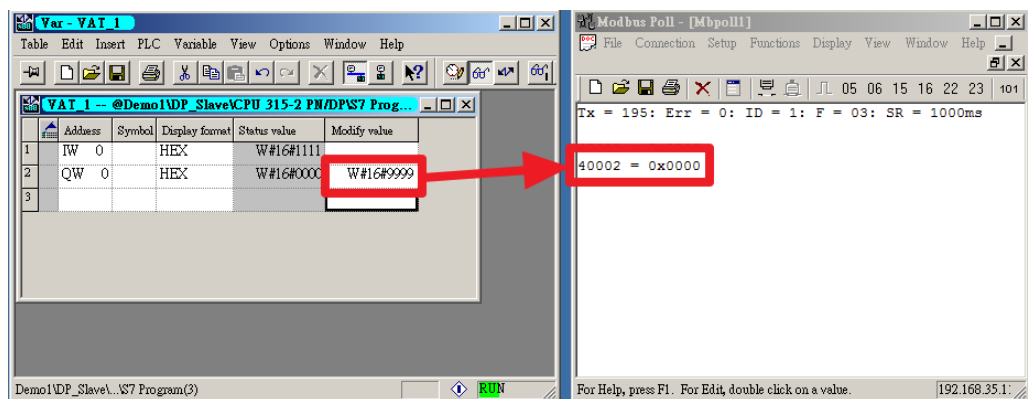 Var - VAT_1
Table Edit Insert PLC Variable View Options Window Help
VAT_1 -- @Demo1\DP_Slave\CPU 315-2 PN/DP\S7 Prog...
Address Symbol Display format Status value Modify value
1 IW 0 HEX W#16#1111
2 QW 0 HEX W#16#0000 W#16#9999
3
Demo1\DP_Slave\...\S7 Program(3) RUN
Modbus Poll - [Mbpoll1]
File Connection Setup Functions Display View Window Help
05 06 15 16 22 23 101
Tx = 195: Err = 0: ID = 1: F = 03: SR = 1000ms
40002 = 0x0000
For Help, press F1. For Edit, double click on a value. 192.168.35.1